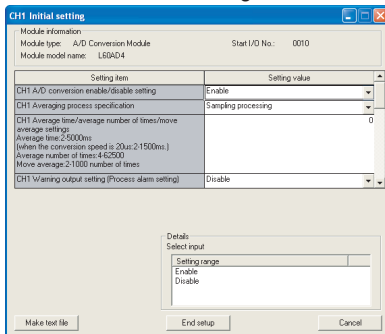 CH1 Initial setting
Module information
Module type: A/D Conversion Module
Start I/O No.: 0010
Module model name: L60AD4
Setting item
Setting value
CH1 A/D conversion enable/disable setting
Enable
CH1 Averaging process specification
Sampling processing
CH1 Average time/average number of times/move
average settings
Average time:2-5000ms
(when the conversion speed is 20us:2-1500ms.)
Average number of times:4-62500
Move average:2-1000 number of times
0
CH1 Warning output setting (Process alarm setting)
Disable
Details
Select input
Setting range
Enable
Disable
Make text file
End setup
Cancel